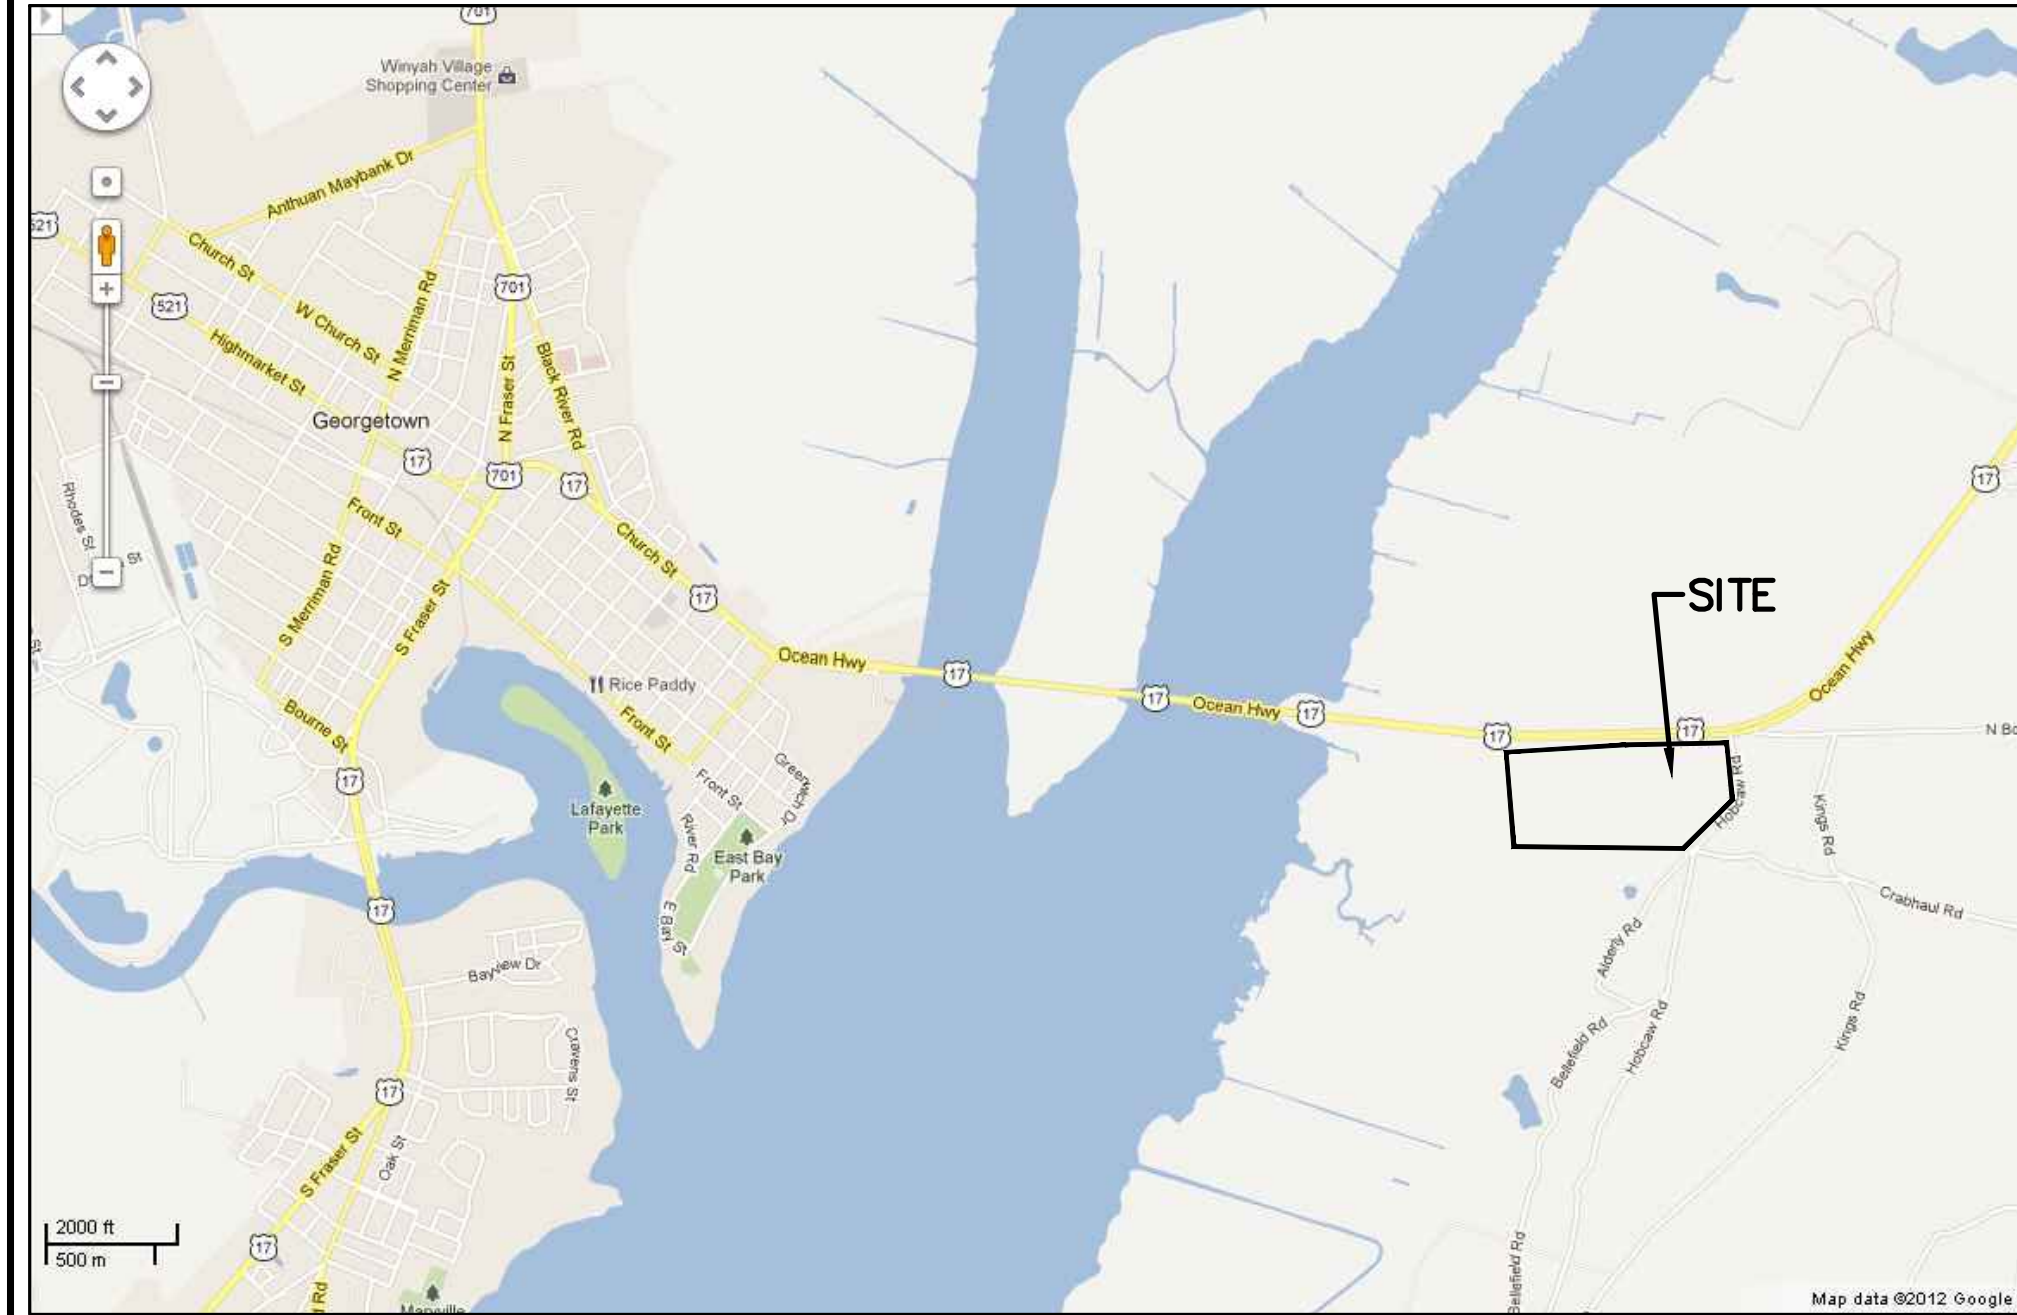 701
Winyah Village
Shopping Center
Anthuan Maybank Dr
521
Church St
N Merriman Rd
701
521
W Church St
Highmarket St
N Fraser St
Black River Rd
Georgetown
17
701
17
17
Rhodes St
Front St
Church St
St
S Merriman Rd
S Fraser St
17
SITE
St
Ocean Hwy
17
17
Ocean Hwy
17
17
17
Ocean Hwy
Rice Paddy
Bourne St
Front St
N Bo
17
Greenwich Dr
Front St
Hobcaw Rd
Lafayette
Park
River Rd
East Bay
Park
Kings Rd
17
E Bay St
Crabhaul Rd
Alderly Rd
Bayview Dr
Bellefield Rd
Hobcaw Rd
Kings Rd
Cravens St
17
S Fraser St
Oak St
2000 ft
500 m
17
Bellefield Rd
Rd
Maryville
Map data ©2012 Google